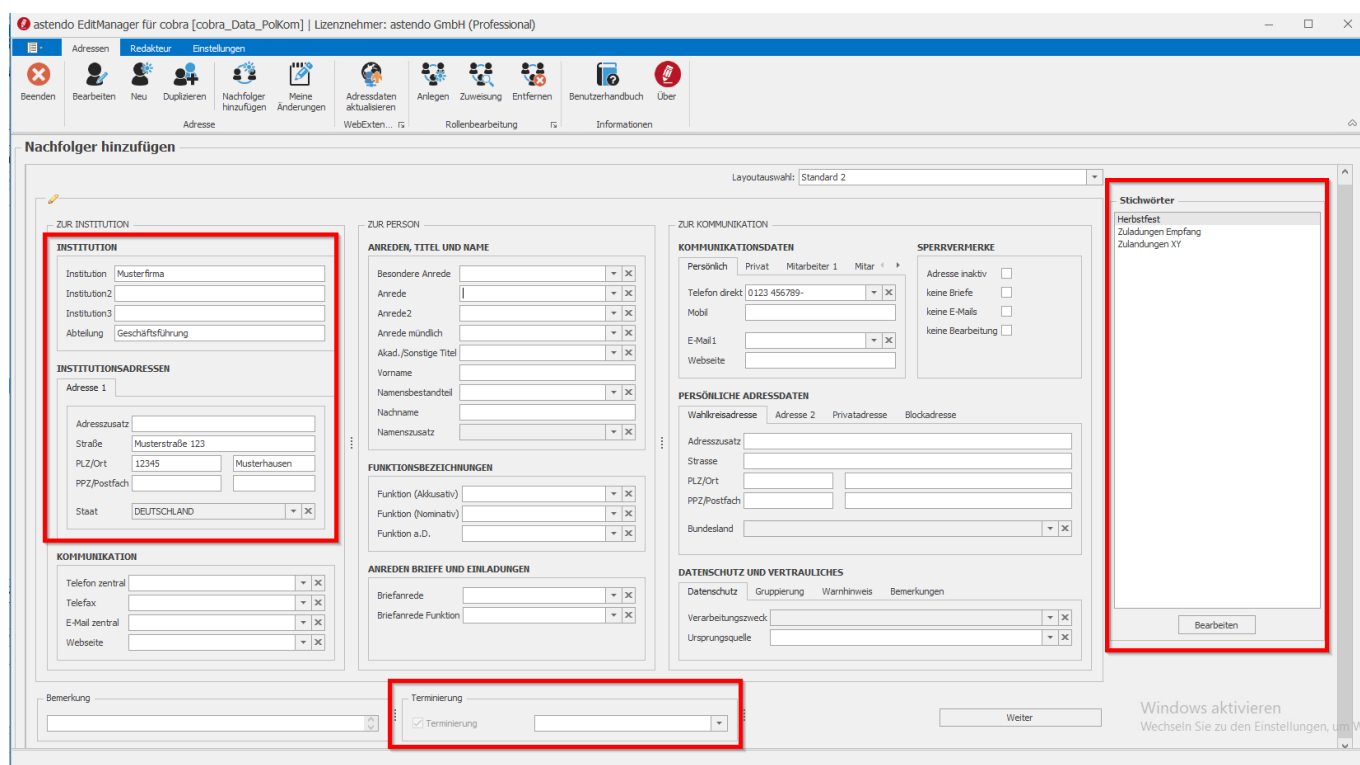 astendo EditManager für cobra [cobra_Data_PolKom] | Lizenznehmer: astendo GmbH (Professional)
Adressen Redakteur Einstellungen
Beenden Bearbeiten Neu Duplizieren Nachfolger hinzufügen Meine Änderungen Adressdaten aktualisieren Anlegen Zuweisung Entfernen Benutzerhandbuch Über
Adresse WebExten... Rollenbearbeitung Informationen
Nachfolger hinzufügen
Layoutauswahl: Standard 2
ZUR INSTITUTION
INSTITUTION
Institution Musterfirma
Institution2
Institution3
Abteilung Geschäftsführung
INSTITUTIONSADRESSEN
Adresse 1
Adresszusatz
Straße Musterstraße 123
PLZ/Ort 12345 Musterhausen
PPZ/Postfach
Staat DEUTSCHLAND
KOMMUNIKATION
Telefon zentral
Telefax
E-Mail zentral
Webseite
ZUR PERSON
ANREDEN, TITEL UND NAME
Besondere Anrede
Anrede
Anrede2
Anrede mündlich
Akad./Sonstige Titel
Vorname
Namensbestandteil
Nachname
Namenszusatz
FUNKTIONSBEZEICHNUNGEN
Funktion (Akkusativ)
Funktion (Nominativ)
Funktion a.D.
ANREDEN BRIEFE UND EINLADUNGEN
Briefanrede
Briefanrede Funktion
ZUR KOMMUNIKATION
KOMMUNIKATIONSDATEN
Persönlich Privat Mitarbeiter 1 Mitar
Telefon direkt 0123 456789-
Mobil
E-Mail1
Webseite
SPERRVERMERKE
Adresse inaktiv
keine Briefe
keine E-Mails
keine Bearbeitung
PERSÖNLICHE ADRESSDATEN
Wahlkreisadresse Adresse 2 Privatadresse Blockadresse
Adresszusatz
Strasse
PLZ/Ort
PPZ/Postfach
Bundesland
DATENSCHUTZ UND VERTRAULICHES
Datenschutz Gruppierung Warnhinweis Bemerkungen
Verarbeitungszweck
Ursprungsquelle
Stichwörter
Herbstfest
Zuladungen Empfang
Zulandungen XY
Bearbeiten
Bemerkung
Terminierung
Terminierung
Weiter
Windows aktivieren
Wechseln Sie zu den Einstellungen, um W